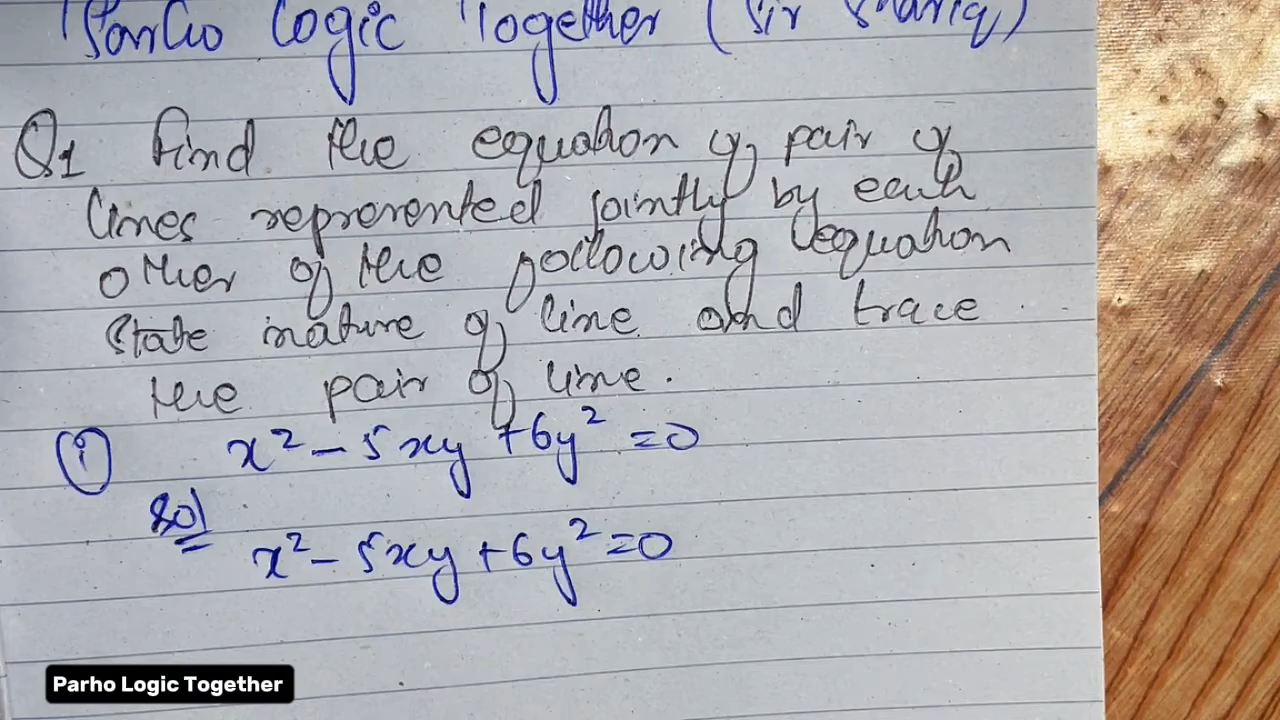 Parho Logic Together (Sir Shariq)
Q1 Find the equation of pair of
lines represented jointly by each
other of the following equation
State nature of line and trace
the pair of line.
(i) x² - 5xy + 6y² = 0
Sol
x² - 5xy + 6y² = 0
Parho Logic Together